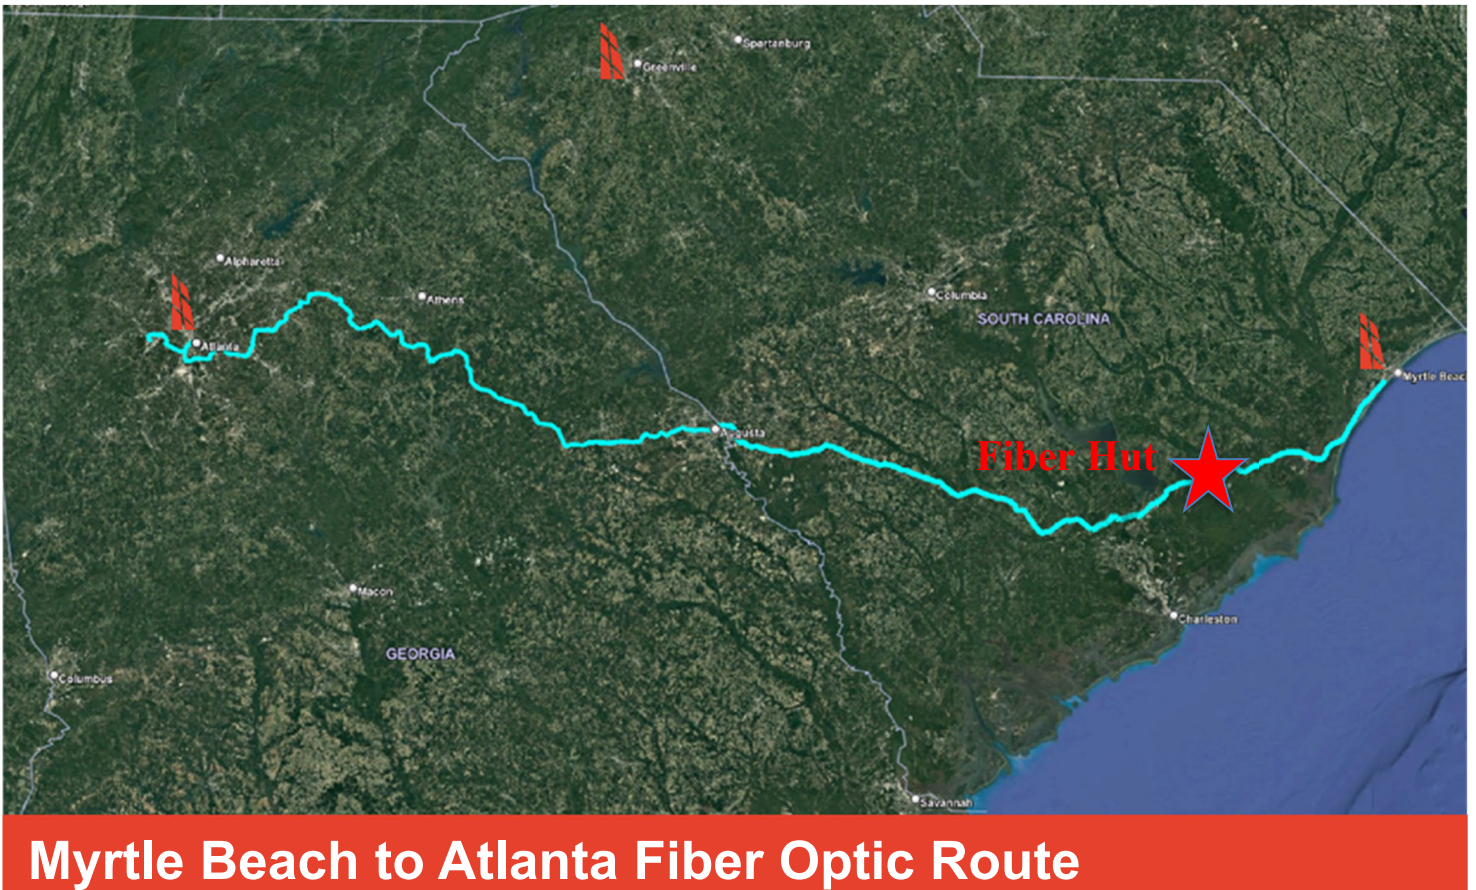 Spartanburg
Greenville
Alpharetta
Athens
Columbia
SOUTH CAROLINA
Atlanta
Myrtle Beac
Augusta
Fiber Hut
Macon
Charleston
GEORGIA
Columbus
Savannah
Myrtle Beach to Atlanta Fiber Optic Route